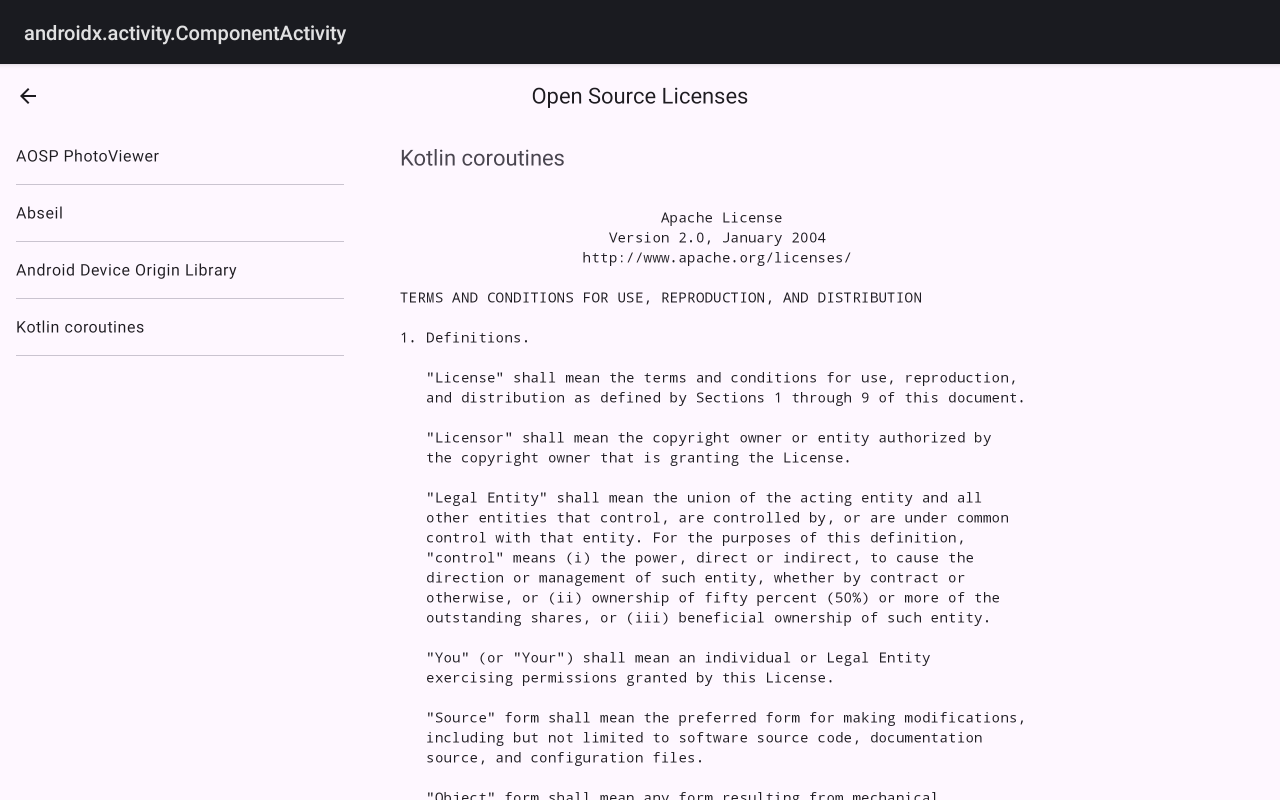 androidx.activity.ComponentActivity
Open Source Licenses
AOSP PhotoViewer
Abseil
Android Device Origin Library
Kotlin coroutines
Kotlin coroutines
Apache License
Version 2.0, January 2004
http://www.apache.org/licenses/
TERMS AND CONDITIONS FOR USE, REPRODUCTION, AND DISTRIBUTION
1. Definitions.
"License" shall mean the terms and conditions for use, reproduction,
and distribution as defined by Sections 1 through 9 of this document.
"Licensor" shall mean the copyright owner or entity authorized by
the copyright owner that is granting the License.
"Legal Entity" shall mean the union of the acting entity and all
other entities that control, are controlled by, or are under common
control with that entity. For the purposes of this definition,
"control" means (i) the power, direct or indirect, to cause the
direction or management of such entity, whether by contract or
otherwise, or (ii) ownership of fifty percent (50%) or more of the
outstanding shares, or (iii) beneficial ownership of such entity.
"You" (or "Your") shall mean an individual or Legal Entity
exercising permissions granted by this License.
"Source" form shall mean the preferred form for making modifications,
including but not limited to software source code, documentation
source, and configuration files.
"Object" form shall mean any form resulting from mechanical